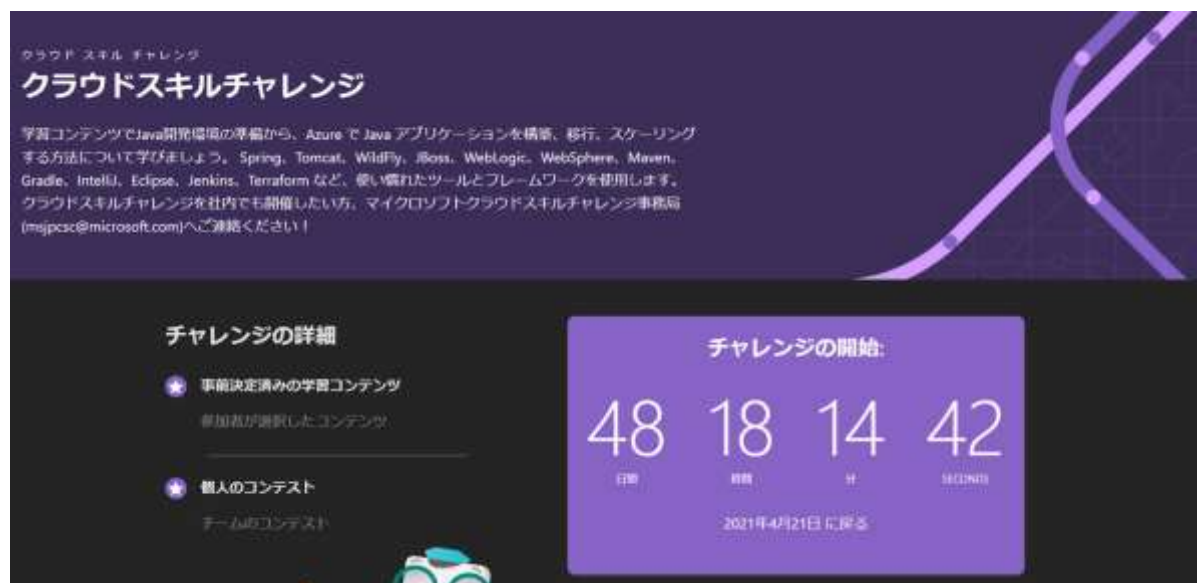 クラウド スキル チャレンジ
クラウドスキルチャレンジ
学習コンテンツでJava開発環境の準備から、Azure で Java アプリケーションを構築、移行、スケーリング
する方法について学びましょう。 Spring、Tomcat、WildFly、JBoss、WebLogic、WebSphere、Maven、
Gradle、IntelliJ、Eclipse、Jenkins、Terraform など、使い慣れたツールとフレームワークを使用します。
クラウドスキルチャレンジを社内でも開催したい方、マイクロソフトクラウドスキルチャレンジ事務局
(msjpcsc@microsoft.com)へご連絡ください！
チャレンジの詳細
事前決定済みの学習コンテンツ
参加者が選択したコンテンツ
個人のコンテスト
チームのコンテスト
チャレンジの開始:
48 18 14 42
日間 時間 分 SECONDS
2021年4月21日 に戻る